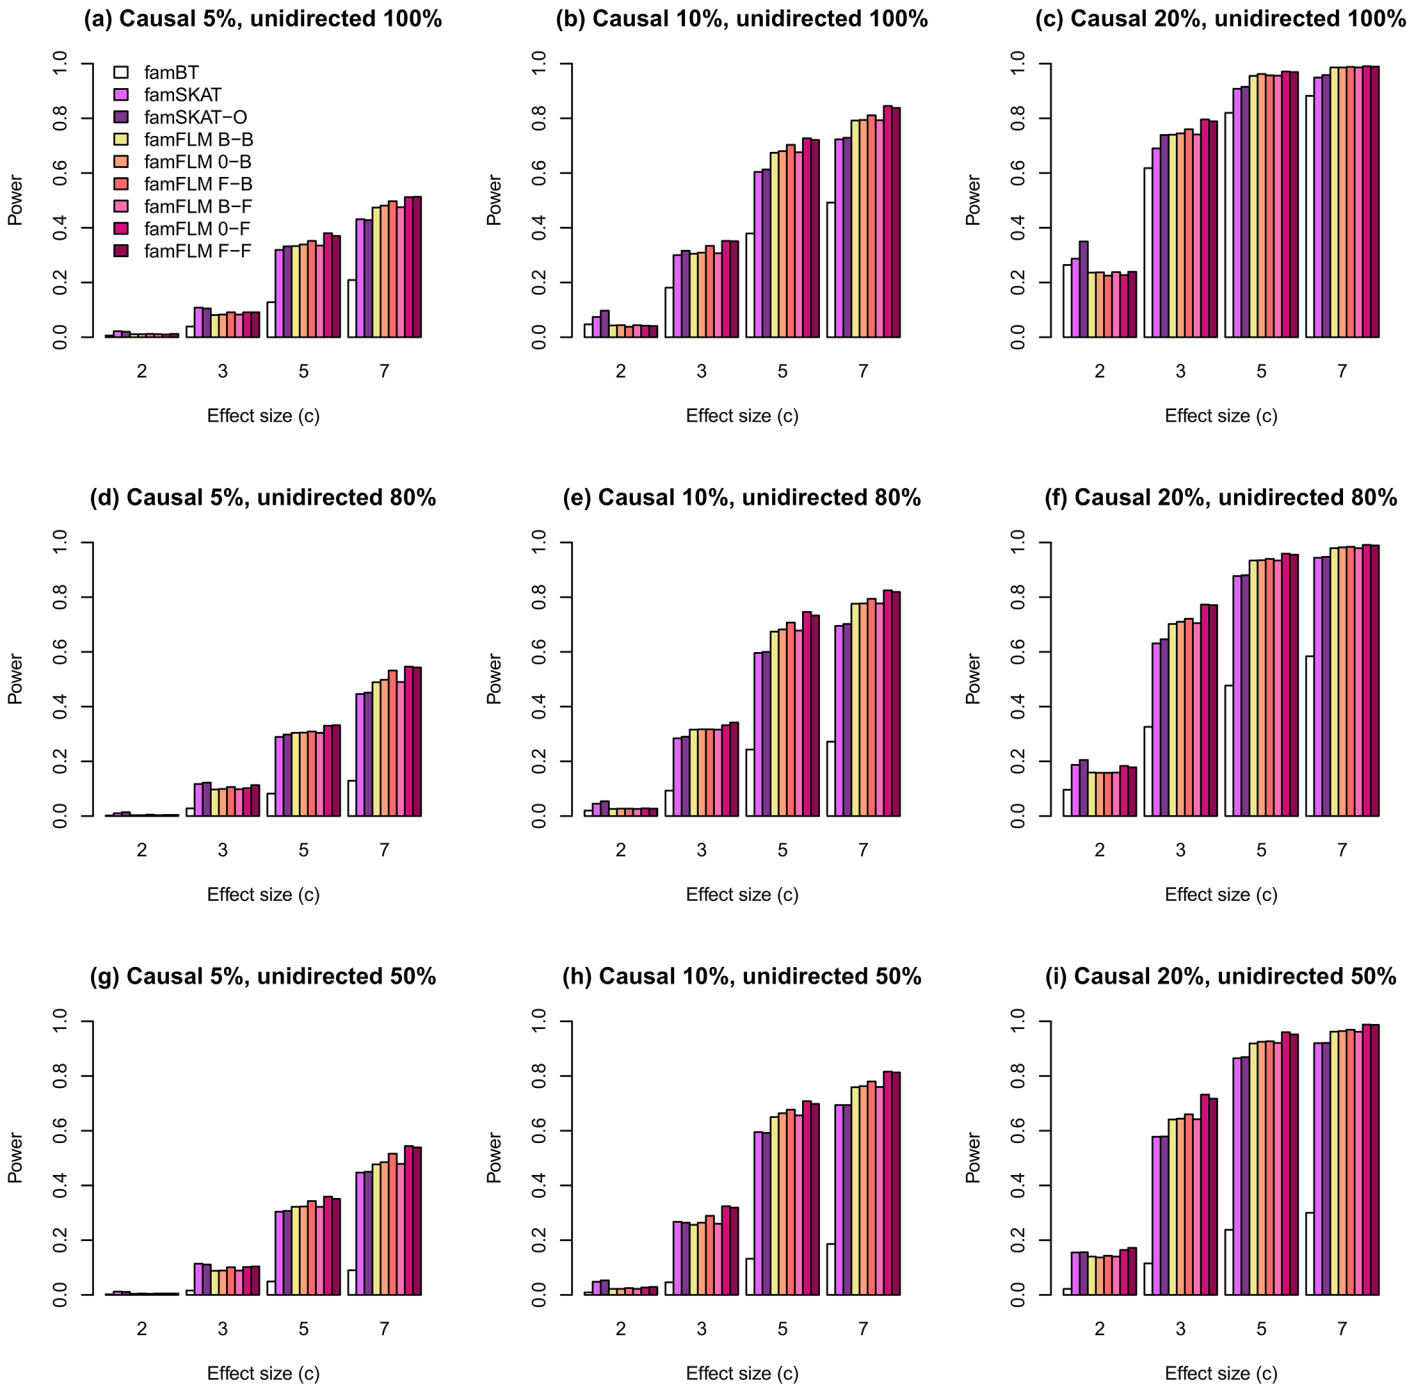 (a) Causal 5%, unidirected 100%
1.0
0.8
0.6
0.4
0.2
0.0
Power
famBT
famSKAT
famSKAT−O
famFLM B−B
famFLM 0−B
famFLM F−B
famFLM B−F
famFLM 0−F
famFLM F−F
2 3 5 7
Effect size (c)
(b) Causal 10%, unidirected 100%
1.0
0.8
0.6
0.4
0.2
0.0
Power
2 3 5 7
Effect size (c)
(c) Causal 20%, unidirected 100%
1.0
0.8
0.6
0.4
0.2
0.0
Power
2 3 5 7
Effect size (c)
(d) Causal 5%, unidirected 80%
1.0
0.8
0.6
0.4
0.2
0.0
Power
2 3 5 7
Effect size (c)
(e) Causal 10%, unidirected 80%
1.0
0.8
0.6
0.4
0.2
0.0
Power
2 3 5 7
Effect size (c)
(f) Causal 20%, unidirected 80%
1.0
0.8
0.6
0.4
0.2
0.0
Power
2 3 5 7
Effect size (c)
(g) Causal 5%, unidirected 50%
1.0
0.8
0.6
0.4
0.2
0.0
Power
2 3 5 7
Effect size (c)
(h) Causal 10%, unidirected 50%
1.0
0.8
0.6
0.4
0.2
0.0
Power
2 3 5 7
Effect size (c)
(i) Causal 20%, unidirected 50%
1.0
0.8
0.6
0.4
0.2
0.0
Power
2 3 5 7
Effect size (c)